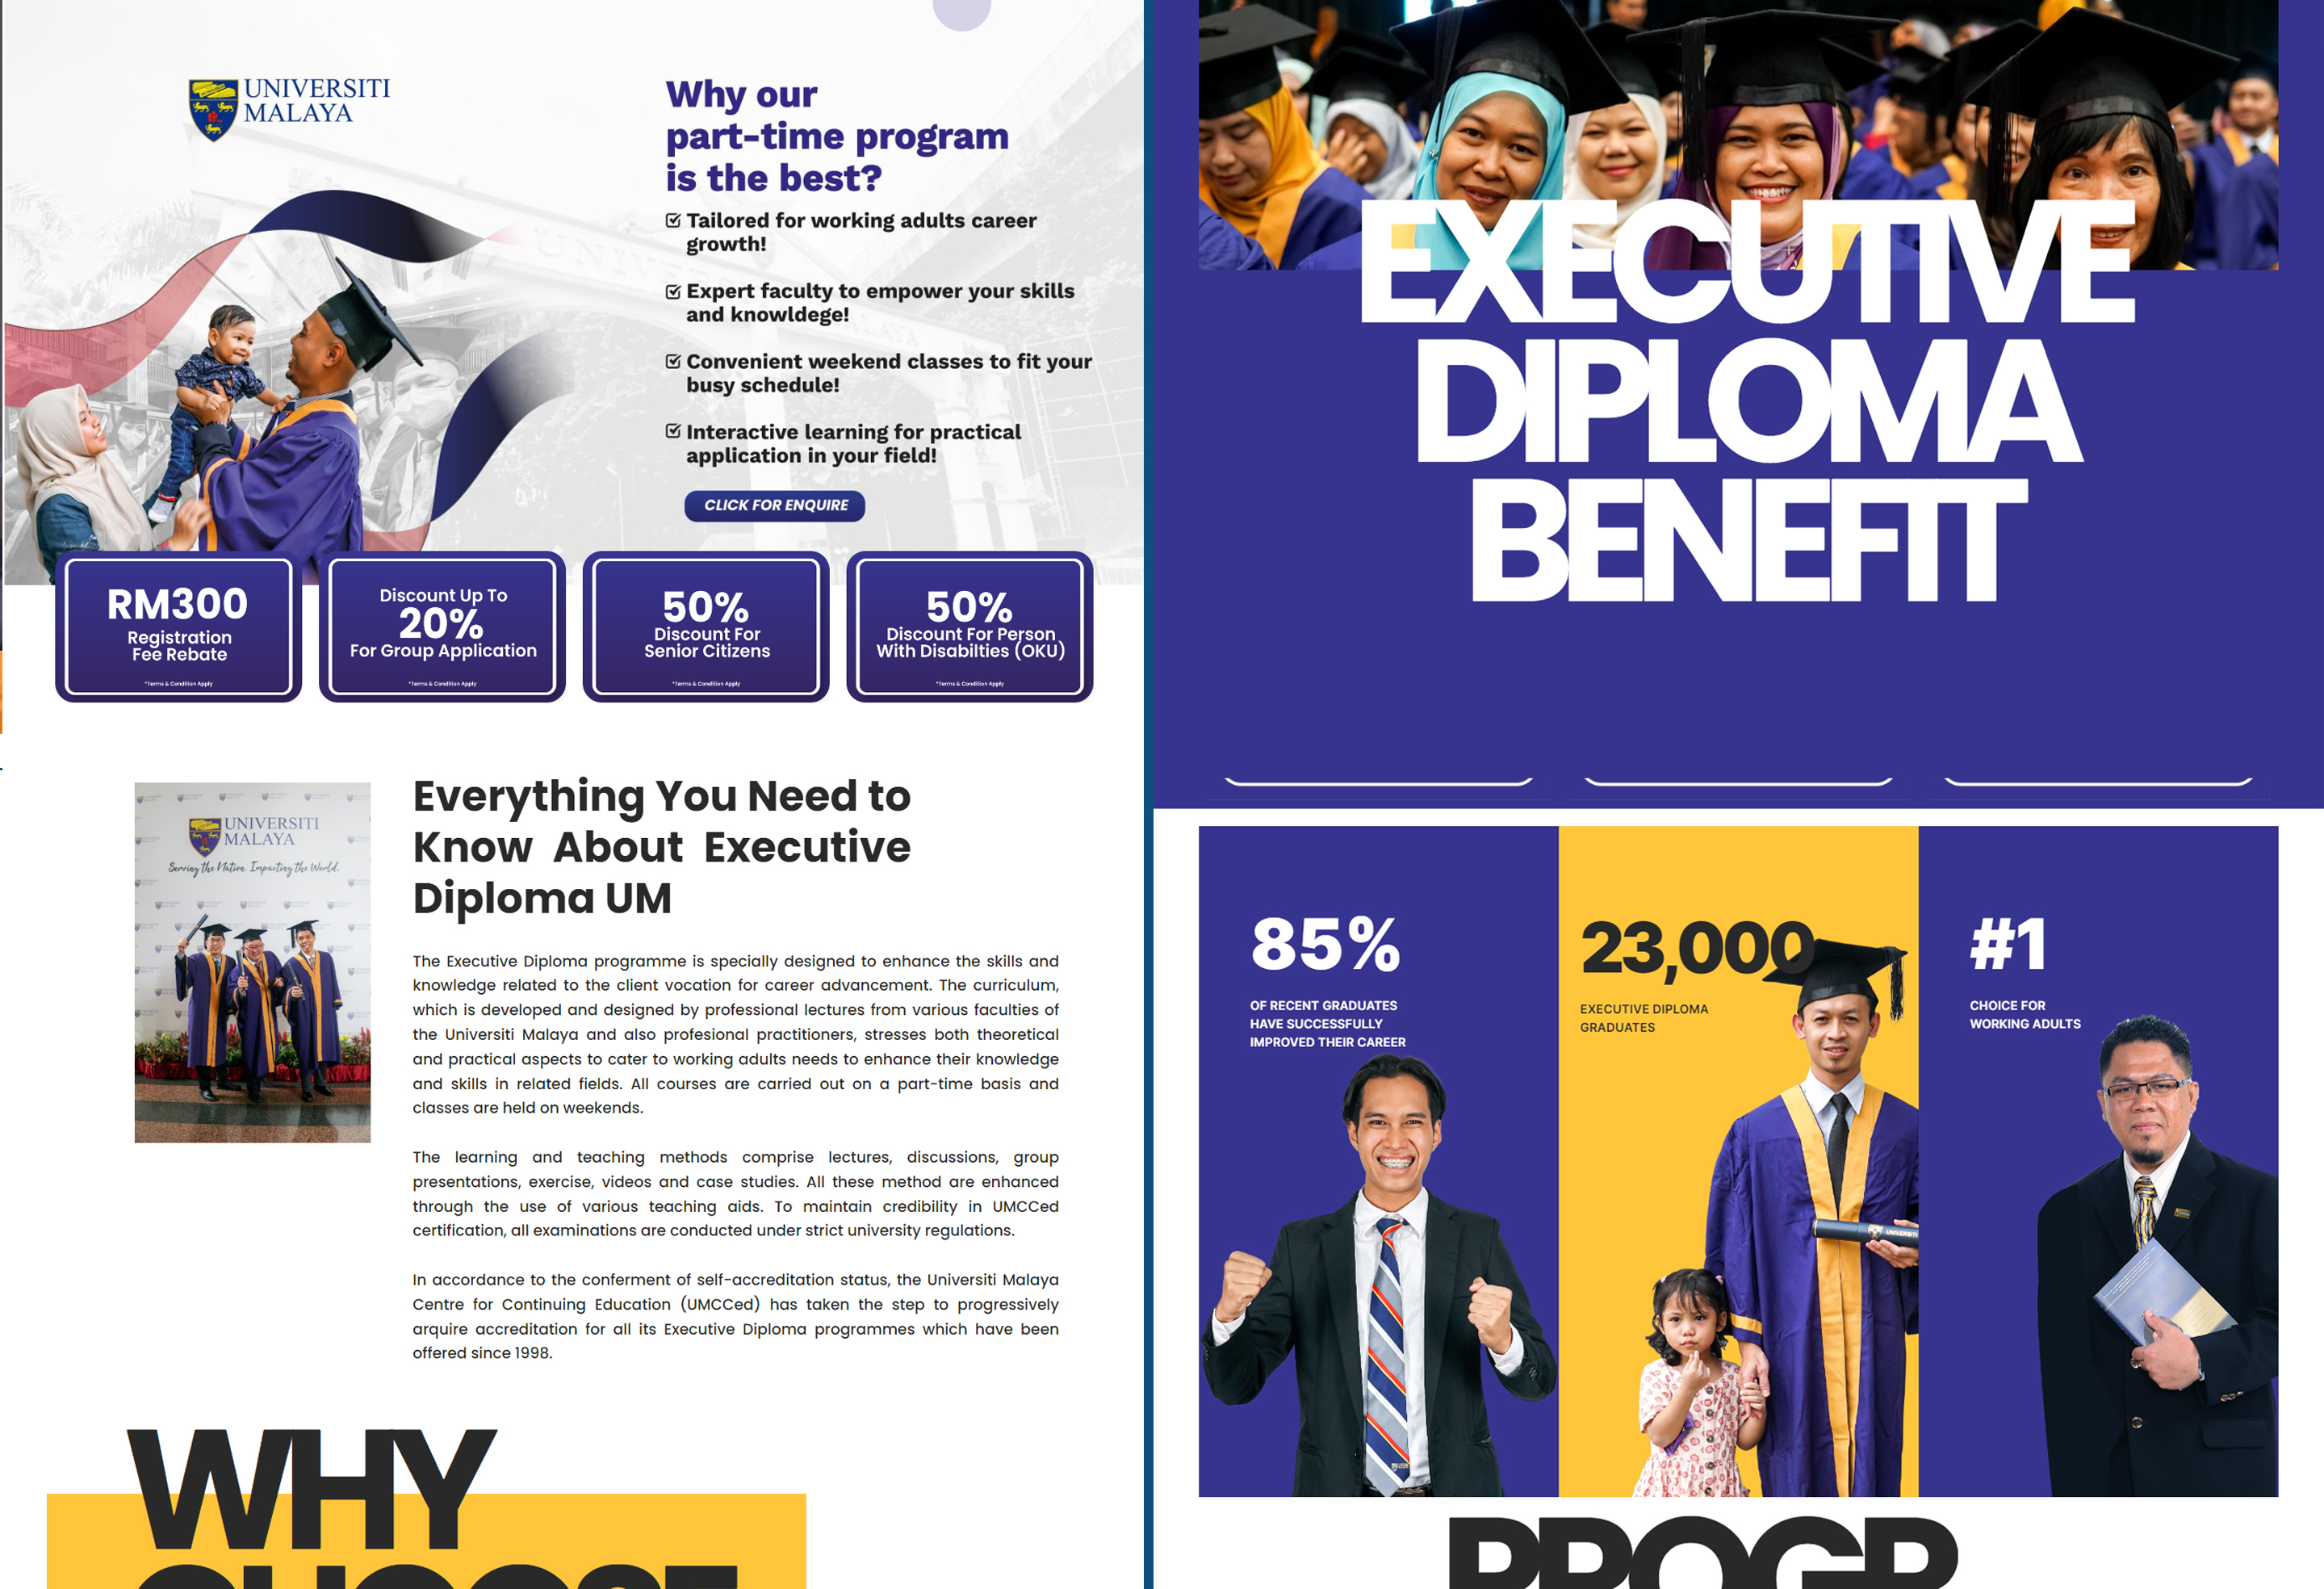 UNIVERSITI
MALAYA
Why our
part-time program
is the best?
Tailored for working adults career
growth!
Expert faculty to empower your skills
and knowldege!
Convenient weekend classes to fit your
busy schedule!
Interactive learning for practical
application in your field!
CLICK FOR ENQUIRE
RM300
Registration
Fee Rebate
*Terms & Condition Apply
Discount Up To
20%
For Group Application
*Terms & Condition Apply
50%
Discount For
Senior Citizens
*Terms & Condition Apply
50%
Discount For Person
With Disabilties (OKU)
*Terms & Condition Apply
UNIVERSITI
MALAYA
Serving the Nation. Impacting the World.
Everything You Need to
Know About Executive
Diploma UM
The Executive Diploma programme is specially designed to enhance the skills and
knowledge related to the client vocation for career advancement. The curriculum,
which is developed and designed by professional lectures from various faculties of
the Universiti Malaya and also profesional practitioners, stresses both theoretical
and practical aspects to cater to working adults needs to enhance their knowledge
and skills in related fields. All courses are carried out on a part-time basis and
classes are held on weekends.
The learning and teaching methods comprise lectures, discussions, group
presentations, exercise, videos and case studies. All these method are enhanced
through the use of various teaching aids. To maintain credibility in UMCCed
certification, all examinations are conducted under strict university regulations.
In accordance to the conferment of self-accreditation status, the Universiti Malaya
Centre for Continuing Education (UMCCed) has taken the step to progressively
arquire accreditation for all its Executive Diploma programmes which have been
offered since 1998.
WHY
CHOOSE
EXECUTIVE
DIPLOMA
BENEFIT
85%
OF RECENT GRADUATES
HAVE SUCCESSFULLY
IMPROVED THEIR CAREER
23,000
EXECUTIVE DIPLOMA
GRADUATES
UNIVERSITI
#1
CHOICE FOR
WORKING ADULTS
PROGR